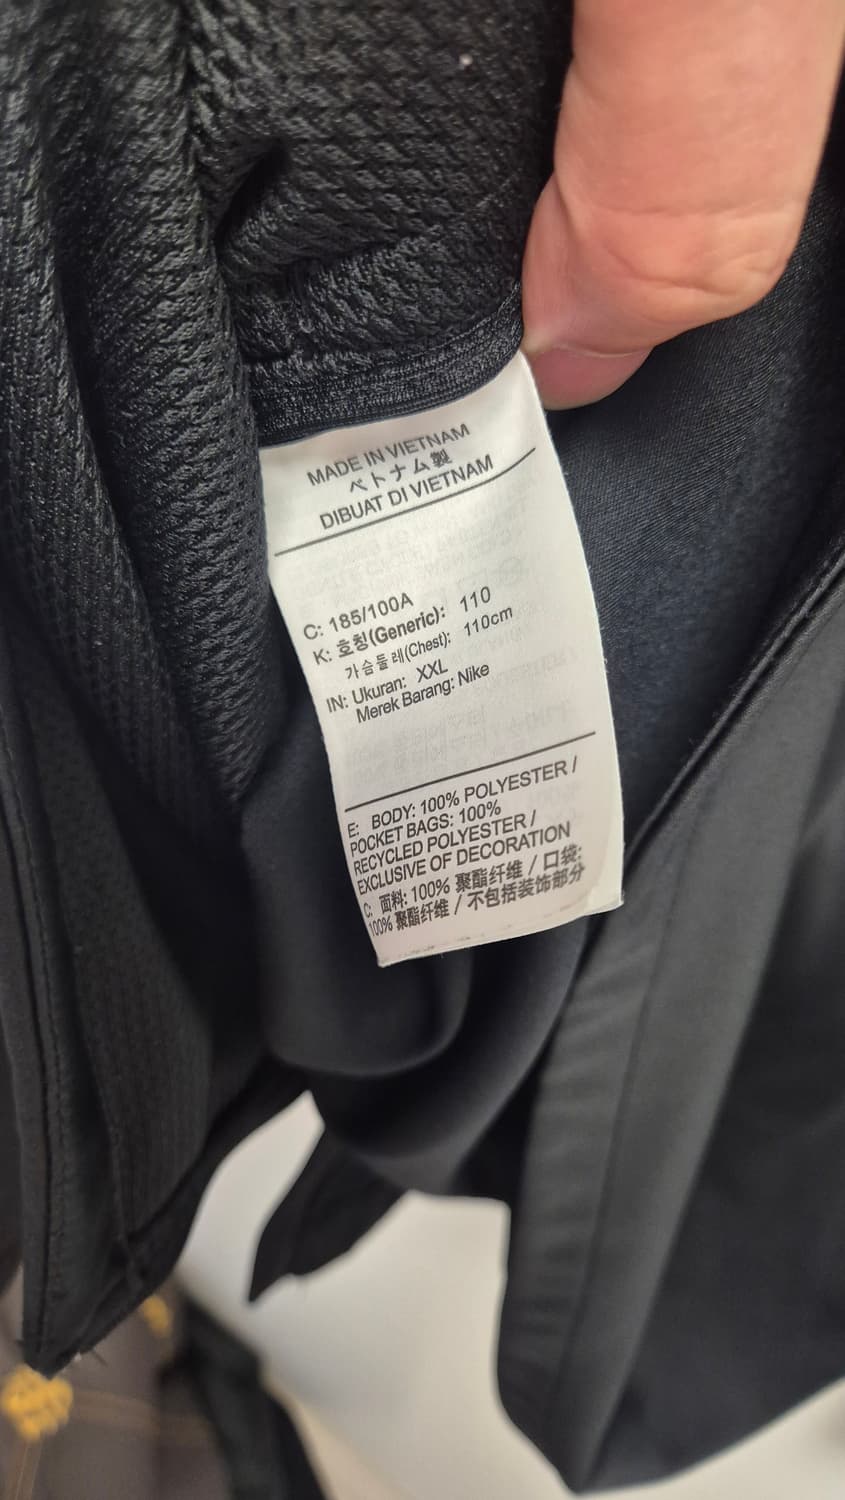 MADE IN VIETNAM
ベトナム製
DIBUAT DI VIETNAM
C: 185/100A
K: 호칭(Generic): 110
가슴둘레(Chest): 110cm
IN: Ukuran: XXL
Merek Barang: Nike
E: BODY: 100% POLYESTER /
POCKET BAGS: 100%
RECYCLED POLYESTER /
EXCLUSIVE OF DECORATION
C: 面料: 100% 聚酯纤维 / 口袋:
100% 聚酯纤维 / 不包括装饰部分